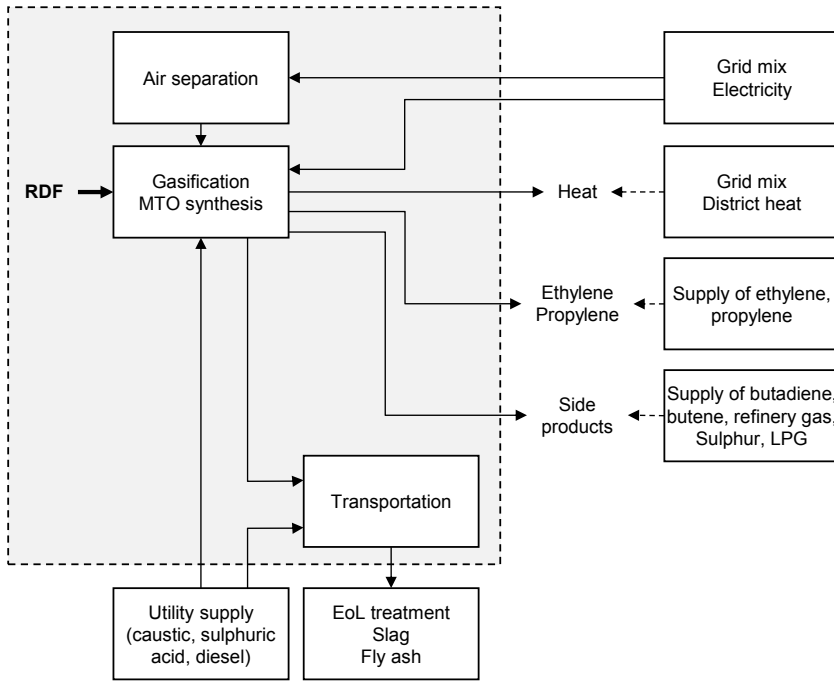 Air separation
Grid mix
Electricity
RDF
Gasification
MTO synthesis
Heat
Grid mix
District heat
Ethylene
Propylene
Supply of ethylene,
propylene
Side
products
Supply of butadiene,
butene, refinery gas,
Sulphur, LPG
Transportation
Utility supply
(caustic, sulphuric
acid, diesel)
EoL treatment
Slag
Fly ash